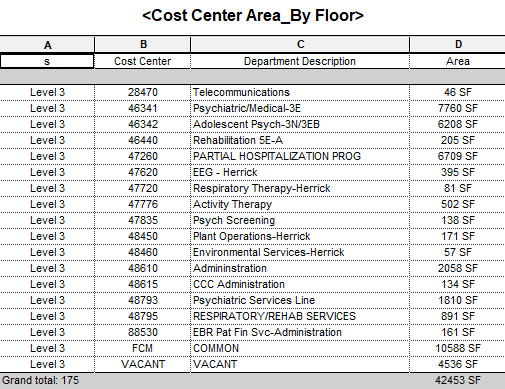 <Cost Center Area_By Floor>
A B C D
s Cost Center Department Description Area
Level 3 28470 Telecommunications 46 SF
Level 3 46341 Psychiatric/Medical-3E 7760 SF
Level 3 46342 Adolescent Psych-3N/3EB 6208 SF
Level 3 46440 Rehabilitation 5E-A 205 SF
Level 3 47260 PARTIAL HOSPITALIZATION PROG 6709 SF
Level 3 47620 EEG - Herrick 395 SF
Level 3 47720 Respiratory Therapy-Herrick 81 SF
Level 3 47776 Activity Therapy 502 SF
Level 3 47835 Psych Screening 138 SF
Level 3 48450 Plant Operations-Herrick 171 SF
Level 3 48460 Environmental Services-Herrick 57 SF
Level 3 48610 Admininstration 2058 SF
Level 3 48615 CCC Administration 134 SF
Level 3 48793 Psychiatric Services Line 1810 SF
Level 3 48795 RESPIRATORY/REHAB SERVICES 891 SF
Level 3 88530 EBR Pat Fin Svc-Administration 161 SF
Level 3 FCM COMMON 10588 SF
Level 3 VACANT VACANT 4536 SF
Grand total: 175 42453 SF